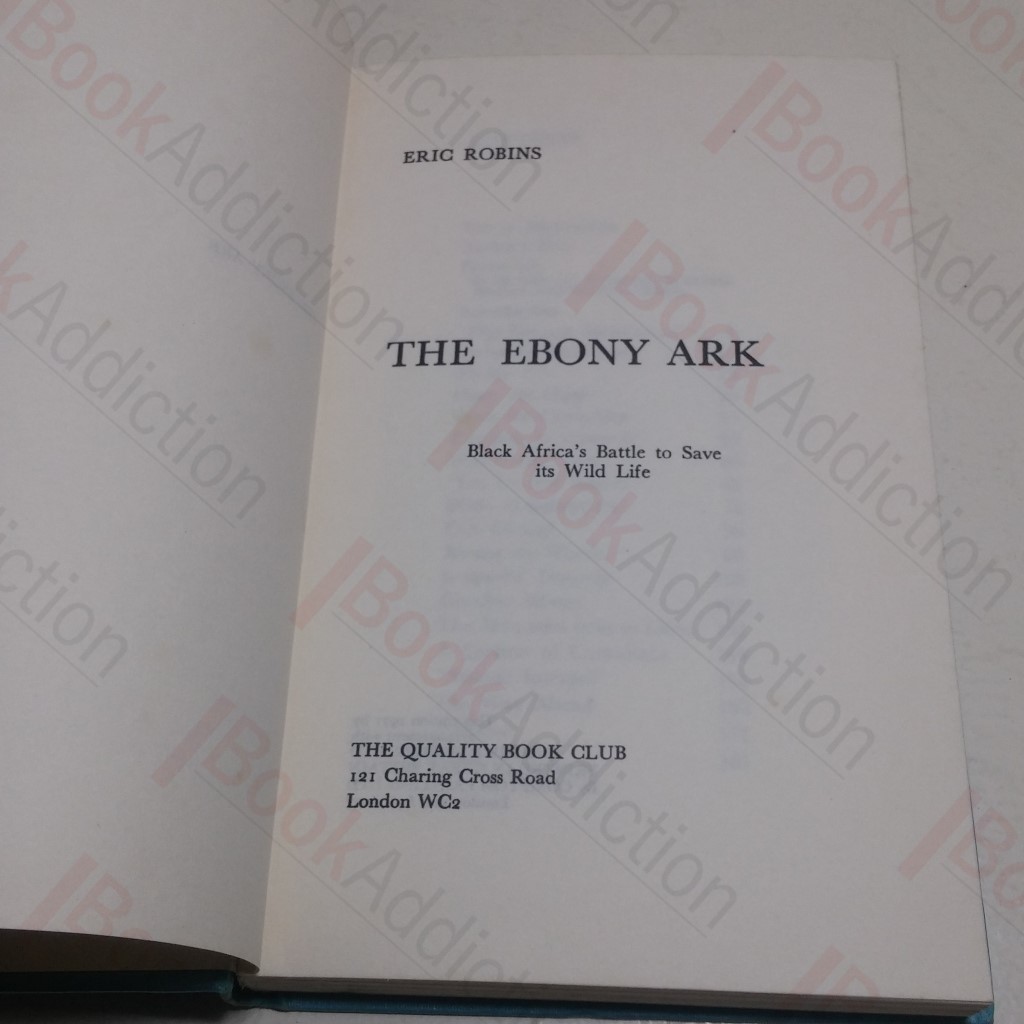 ERIC ROBINS
THE EBONY ARK
Black Africa's Battle to Save
its Wild Life
THE QUALITY BOOK CLUB
121 Charing Cross Road
London WC2
BookAddiction